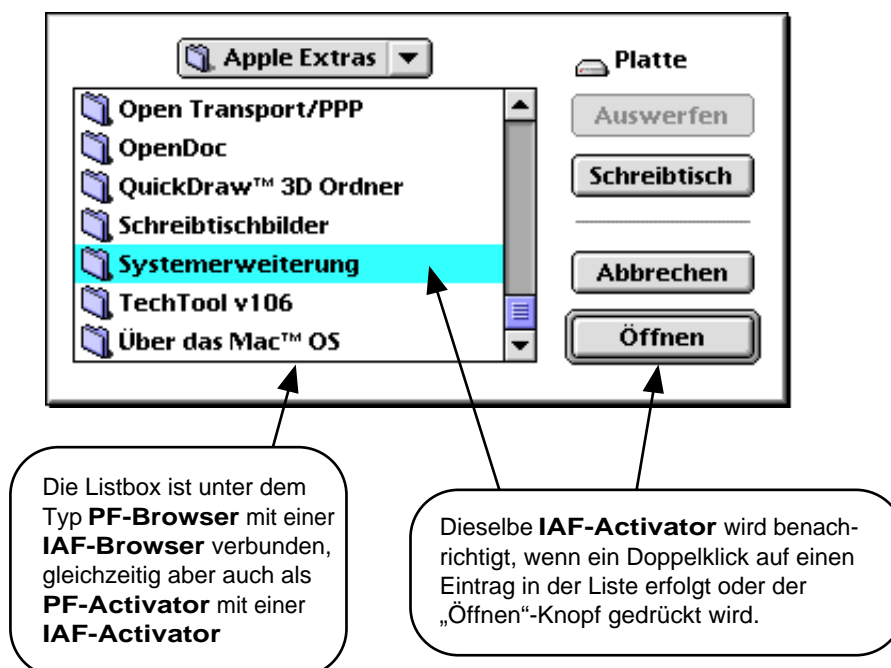 Apple Extras
Platte
Open Transport/PPP
OpenDoc
QuickDraw™ 3D Ordner
Schreibtischbilder
Systemerweiterung
TechTool v106
Über das Mac™ OS
Auswerfen
Schreibtisch
Abbrechen
Öffnen
Die Listbox ist unter dem
Typ PF-Browser mit einer
IAF-Browser verbunden,
gleichzeitig aber auch als
PF-Activator mit einer
IAF-Activator
Dieselbe IAF-Activator wird benach-
richtigt, wenn ein Doppelklick auf einen
Eintrag in der Liste erfolgt oder der
„Öffnen“-Knopf gedrückt wird.